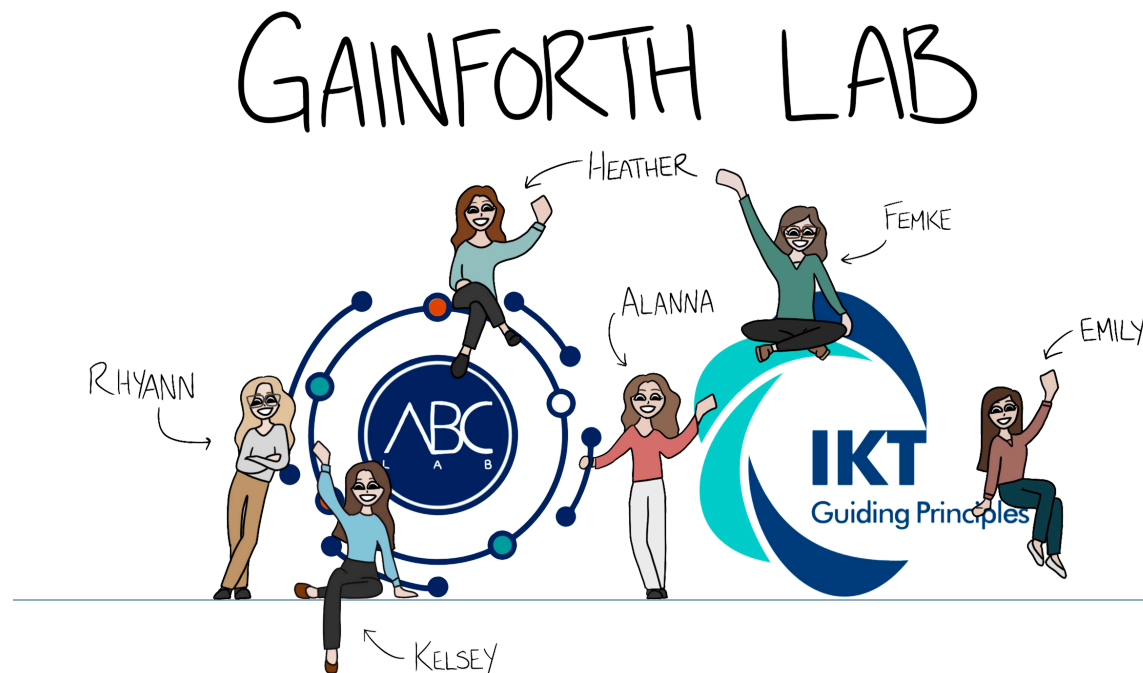 GAINFORTH LAB
HEATHER
FEMKE
ALANNA
EMILY
RHYANN
ABC
LAB
IKT
Guiding Principles
KELSEY